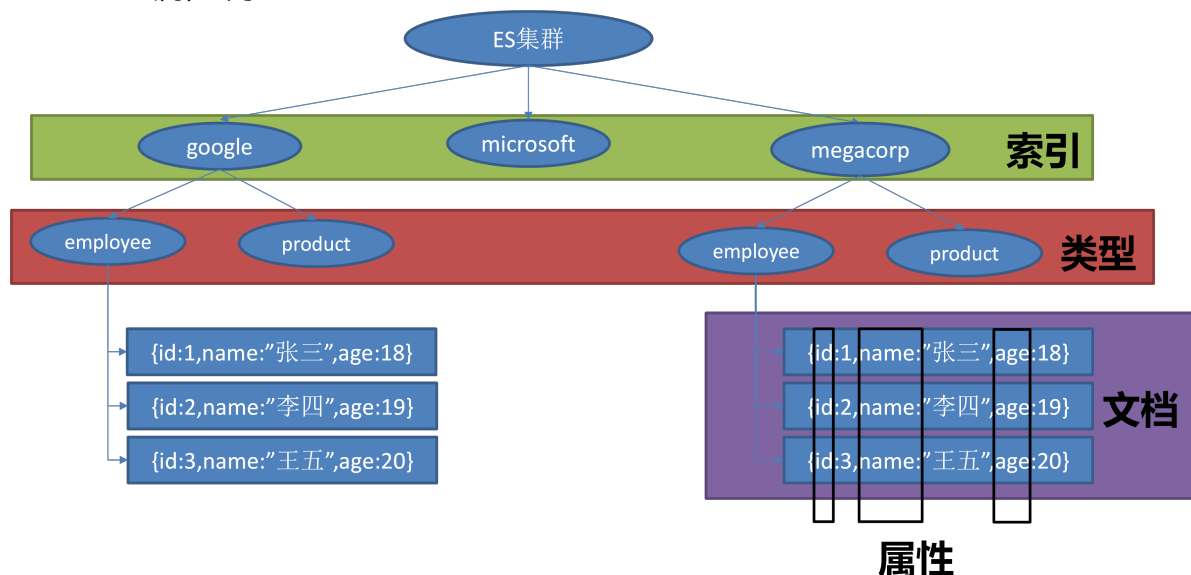 ES集群
google
microsoft
megacorp
索引
employee
product
employee
product
类型
{id:1,name:”张三”,age:18}
{id:2,name:”李四”,age:19}
{id:3,name:”王五”,age:20}
{id:1,name:”张三”,age:18}
{id:2,name:”李四”,age:19}
{id:3,name:”王五”,age:20}
文档
属性